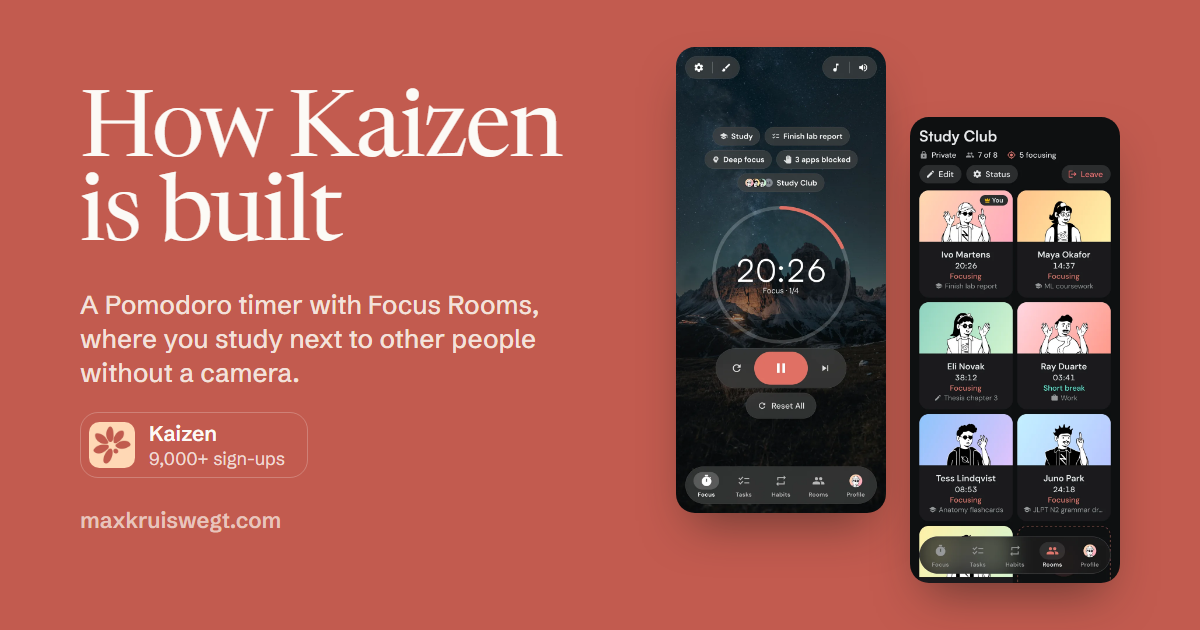 How Kaizen
is built
A Pomodoro timer with Focus Rooms,
where you study next to other people
without a camera.
Kaizen
9,000+ sign-ups
maxkruiswegt.com
Study
Finish lab report
Deep focus
3 apps blocked
Study Club
20:26
Focus · 1/4
Reset All
Focus
Tasks
Habits
Rooms
Profile
Study Club
Private
7 of 8
5 focusing
Edit
Status
Leave
You
Ivo Martens
20:26
Focusing
Finish lab report
Maya Okafor
14:37
Focusing
ML coursework
Eli Novak
38:12
Focusing
Thesis chapter 3
Ray Duarte
03:41
Short break
Work
Tess Lindqvist
08:53
Focusing
Anatomy flashcards
Juno Park
24:18
Focusing
JLPT N2 grammar dr...
Focus
Tasks
Habits
Rooms
Profile